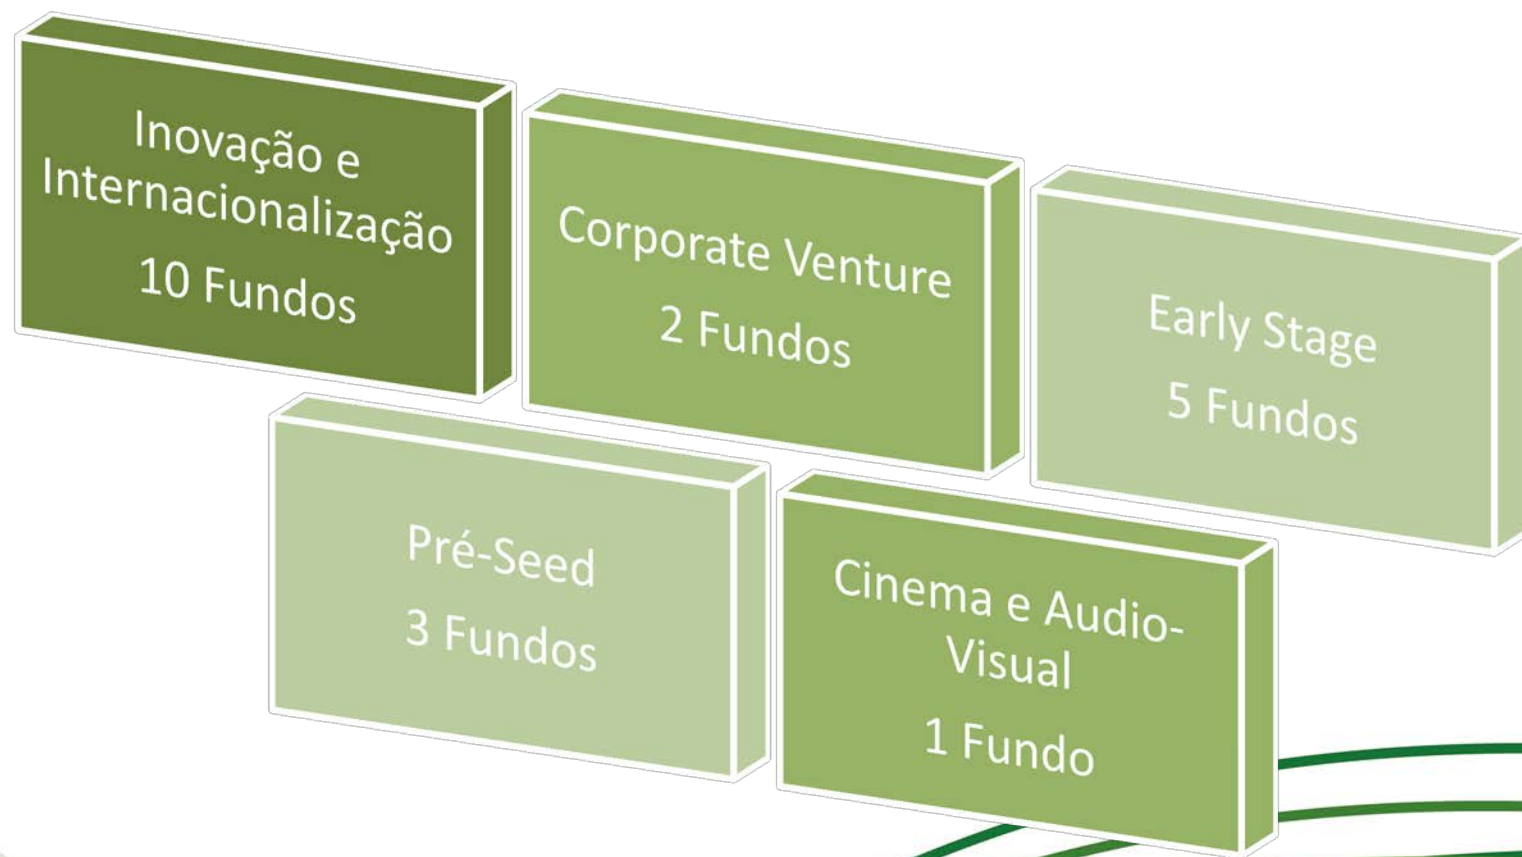 Inovação e
Internacionalização
10 Fundos
Corporate Venture
2 Fundos
Early Stage
5 Fundos
Pré-Seed
3 Fundos
Cinema e Audio-
Visual
1 Fundo